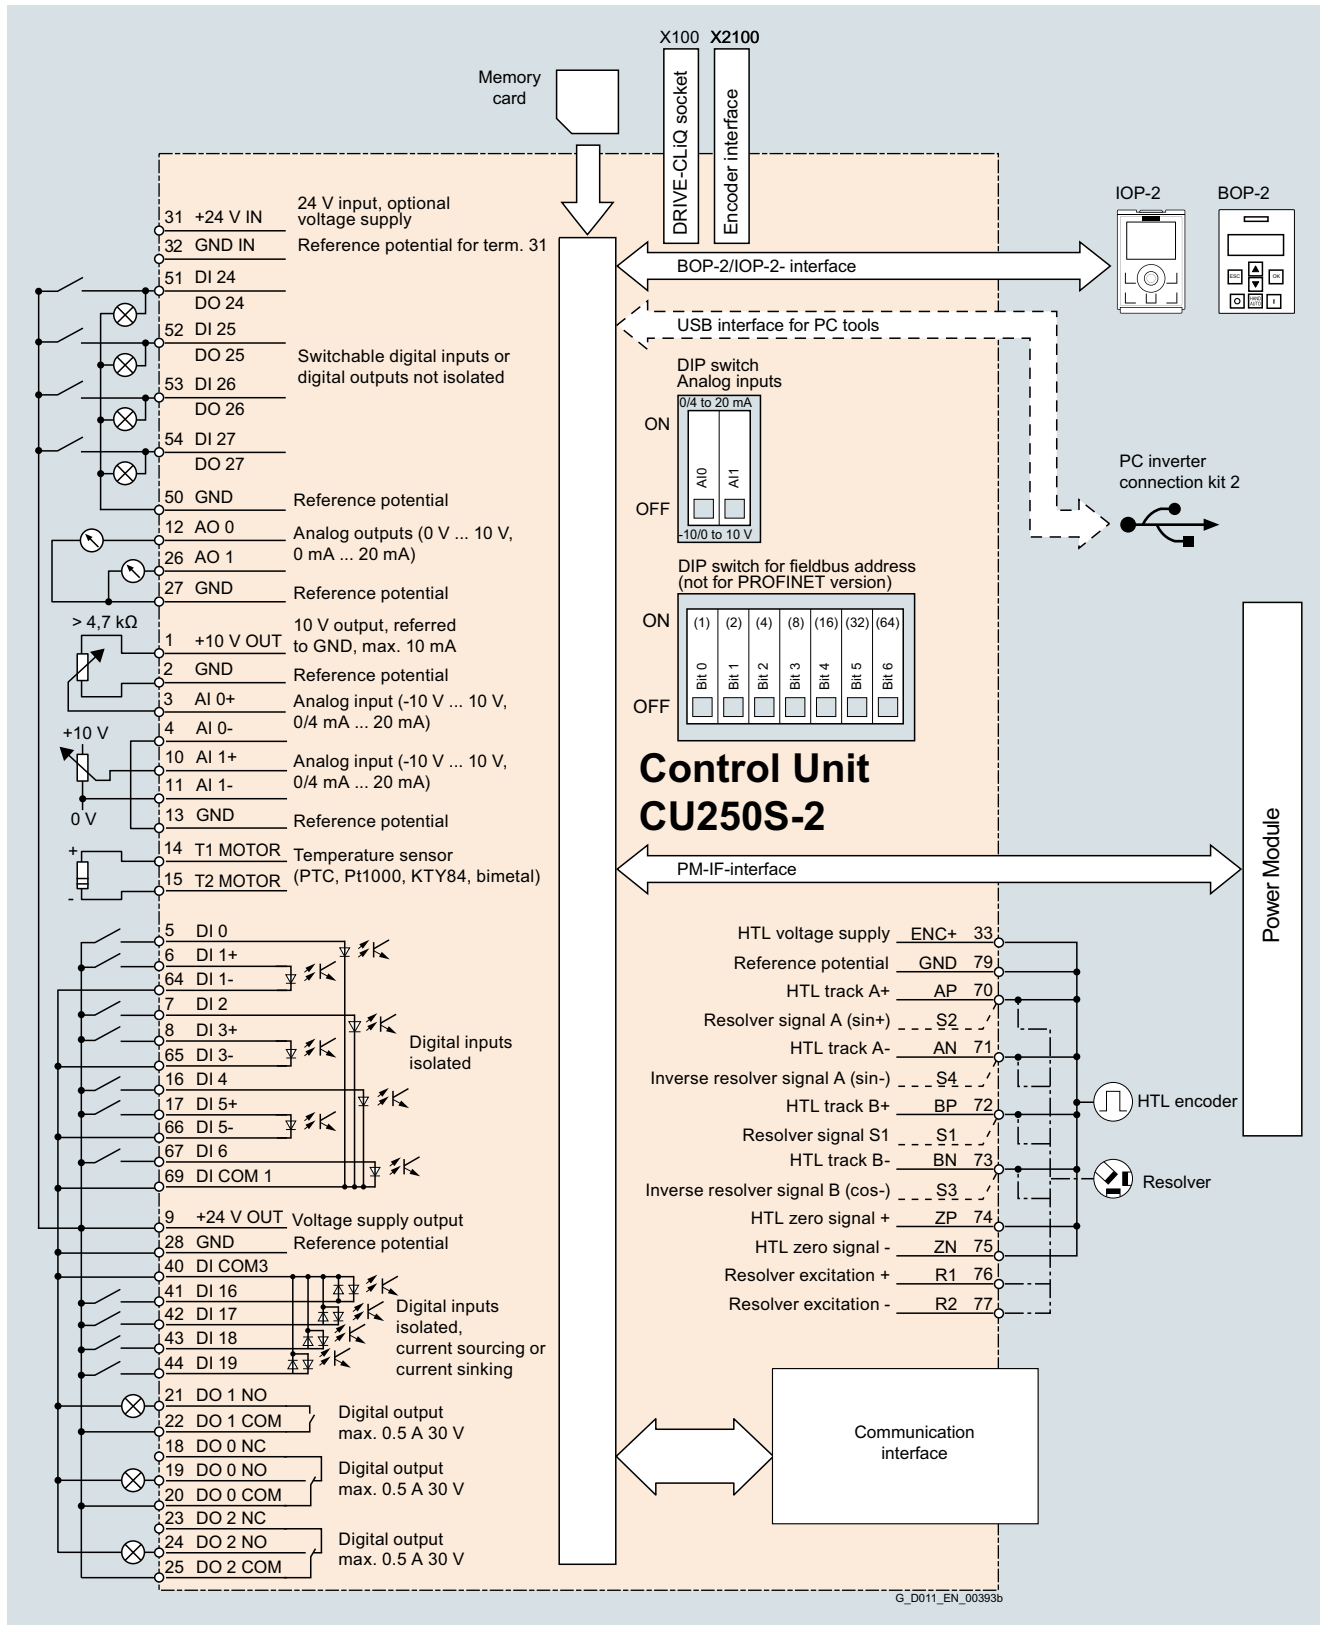 X100 X2100
Memory
card
DRIVE-CLiQ socket
Encoder interface
IOP-2 BOP-2
ESC
OK
HAND
AUTO
31 +24 V IN
24 V input, optional
voltage supply
32 GND IN Reference potential for term. 31
51 DI 24
DO 24
52 DI 25
DO 25
53 DI 26
DO 26
54 DI 27
DO 27
Switchable digital inputs or
digital outputs not isolated
50 GND Reference potential
12 AO 0
26 AO 1
Analog outputs (0 V ... 10 V,
0 mA ... 20 mA)
27 GND Reference potential
> 4,7 kΩ
1 +10 V OUT
10 V output, referred
to GND, max. 10 mA
2 GND Reference potential
3 AI 0+
4 AI 0-
Analog input (-10 V ... 10 V,
0/4 mA ... 20 mA)
+10 V
10 AI 1+
11 AI 1-
Analog input (-10 V ... 10 V,
0/4 mA ... 20 mA)
0 V
13 GND Reference potential
+
-
14 T1 MOTOR
15 T2 MOTOR
Temperature sensor
(PTC, Pt1000, KTY84, bimetal)
5 DI 0
6 DI 1+
64 DI 1-
7 DI 2
8 DI 3+
65 DI 3-
16 DI 4
17 DI 5+
66 DI 5-
67 DI 6
69 DI COM 1
Digital inputs
isolated
9 +24 V OUT Voltage supply output
28 GND Reference potential
40 DI COM3
41 DI 16
42 DI 17
43 DI 18
44 DI 19
Digital inputs
isolated,
current sourcing or
current sinking
21 DO 1 NO
22 DO 1 COM
Digital output
max. 0.5 A 30 V
18 DO 0 NC
19 DO 0 NO
20 DO 0 COM
Digital output
max. 0.5 A 30 V
23 DO 2 NC
24 DO 2 NO
25 DO 2 COM
Digital output
max. 0.5 A 30 V
BOP-2/IOP-2- interface
USB interface for PC tools
DIP switch
Analog inputs
0/4 to 20 mA
ON
AI0
AI1
OFF
-10/0 to 10 V
PC inverter
connection kit 2
DIP switch for fieldbus address
(not for PROFINET version)
ON
(1) (2) (4) (8) (16) (32) (64)
Bit 0 Bit 1 Bit 2 Bit 3 Bit 4 Bit 5 Bit 6
OFF
Control Unit
CU250S-2
PM-IF-interface
Power Module
HTL voltage supply ENC+ 33
Reference potential GND 79
HTL track A+ AP 70
Resolver signal A (sin+) S2
HTL track A- AN 71
Inverse resolver signal A (sin-) S4
HTL track B+ BP 72
Resolver signal S1 S1
HTL track B- BN 73
Inverse resolver signal B (cos-) S3
HTL zero signal + ZP 74
HTL zero signal - ZN 75
Resolver excitation + R1 76
Resolver excitation - R2 77
HTL encoder
Resolver
Communication
interface
G_D011_EN_00393b